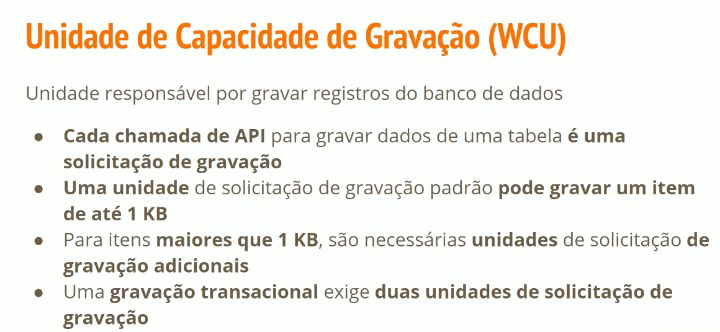 Unidade de Capacidade de Gravação (WCU)
Unidade responsável por gravar registros do banco de dados
● Cada chamada de API para gravar dados de uma tabela é uma
solicitação de gravação
● Uma unidade de solicitação de gravação padrão pode gravar um item
de até 1 KB
● Para itens maiores que 1 KB, são necessárias unidades de solicitação de
gravação adicionais
● Uma gravação transacional exige duas unidades de solicitação de
gravação